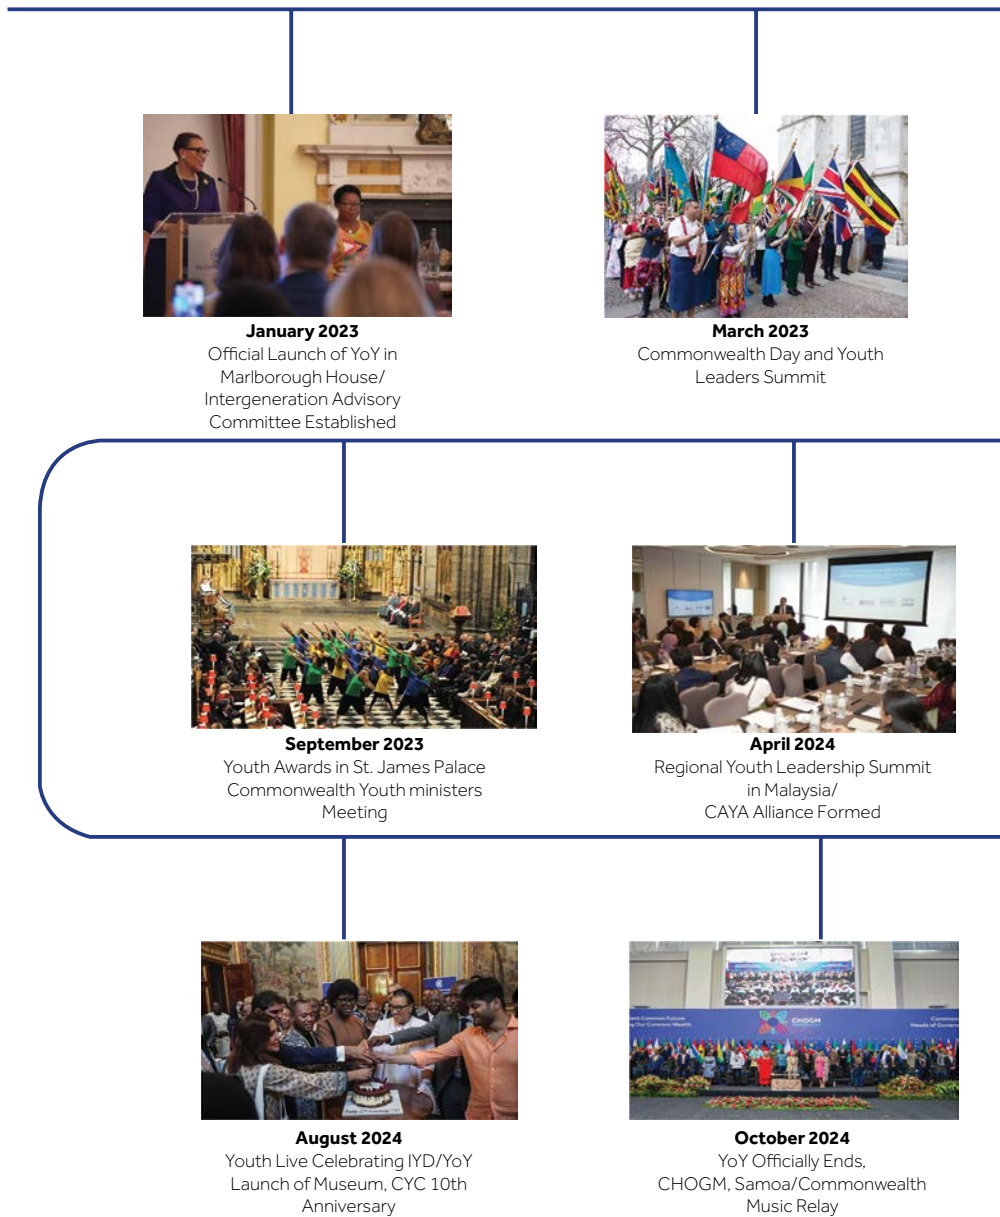 January 2023
Official Launch of YoY in
Marlborough House/
Intergeneration Advisory
Committee Established
March 2023
Commonwealth Day and Youth
Leaders Summit
September 2023
Youth Awards in St. James Palace
Commonwealth Youth ministers
Meeting
April 2024
Regional Youth Leadership Summit
in Malaysia/
CAYA Alliance Formed
CHOGM
August 2024
Youth Live Celebrating IYD/YoY
Launch of Museum, CYC 10th
Anniversary
October 2024
YoY Officially Ends,
CHOGM, Samoa/Commonwealth
Music Relay